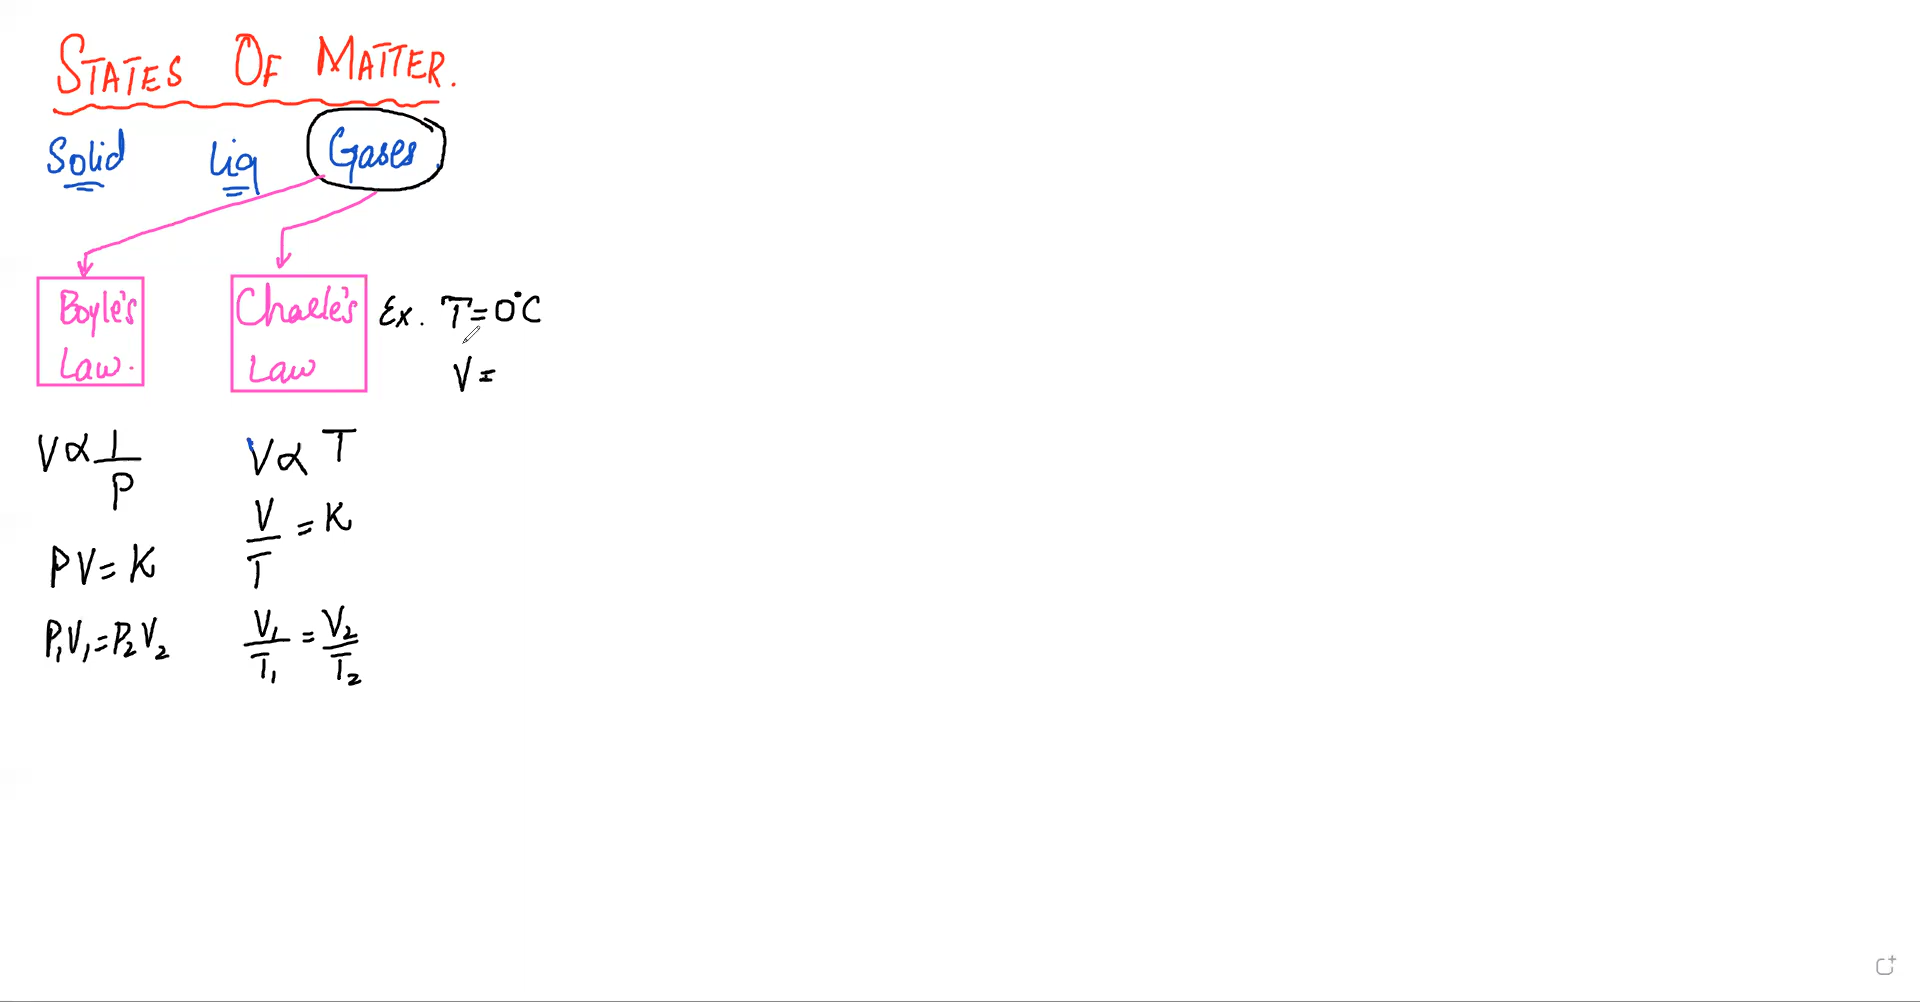 STATES OF MATTER.
Solid Liq Gases
Boyle's Law.
Charle's Law
Ex. T=0°C
V=
V∝1/P
PV=K
P₁V₁=P₂V₂
V∝T
V/T=K
V₁/T₁=V₂/T₂